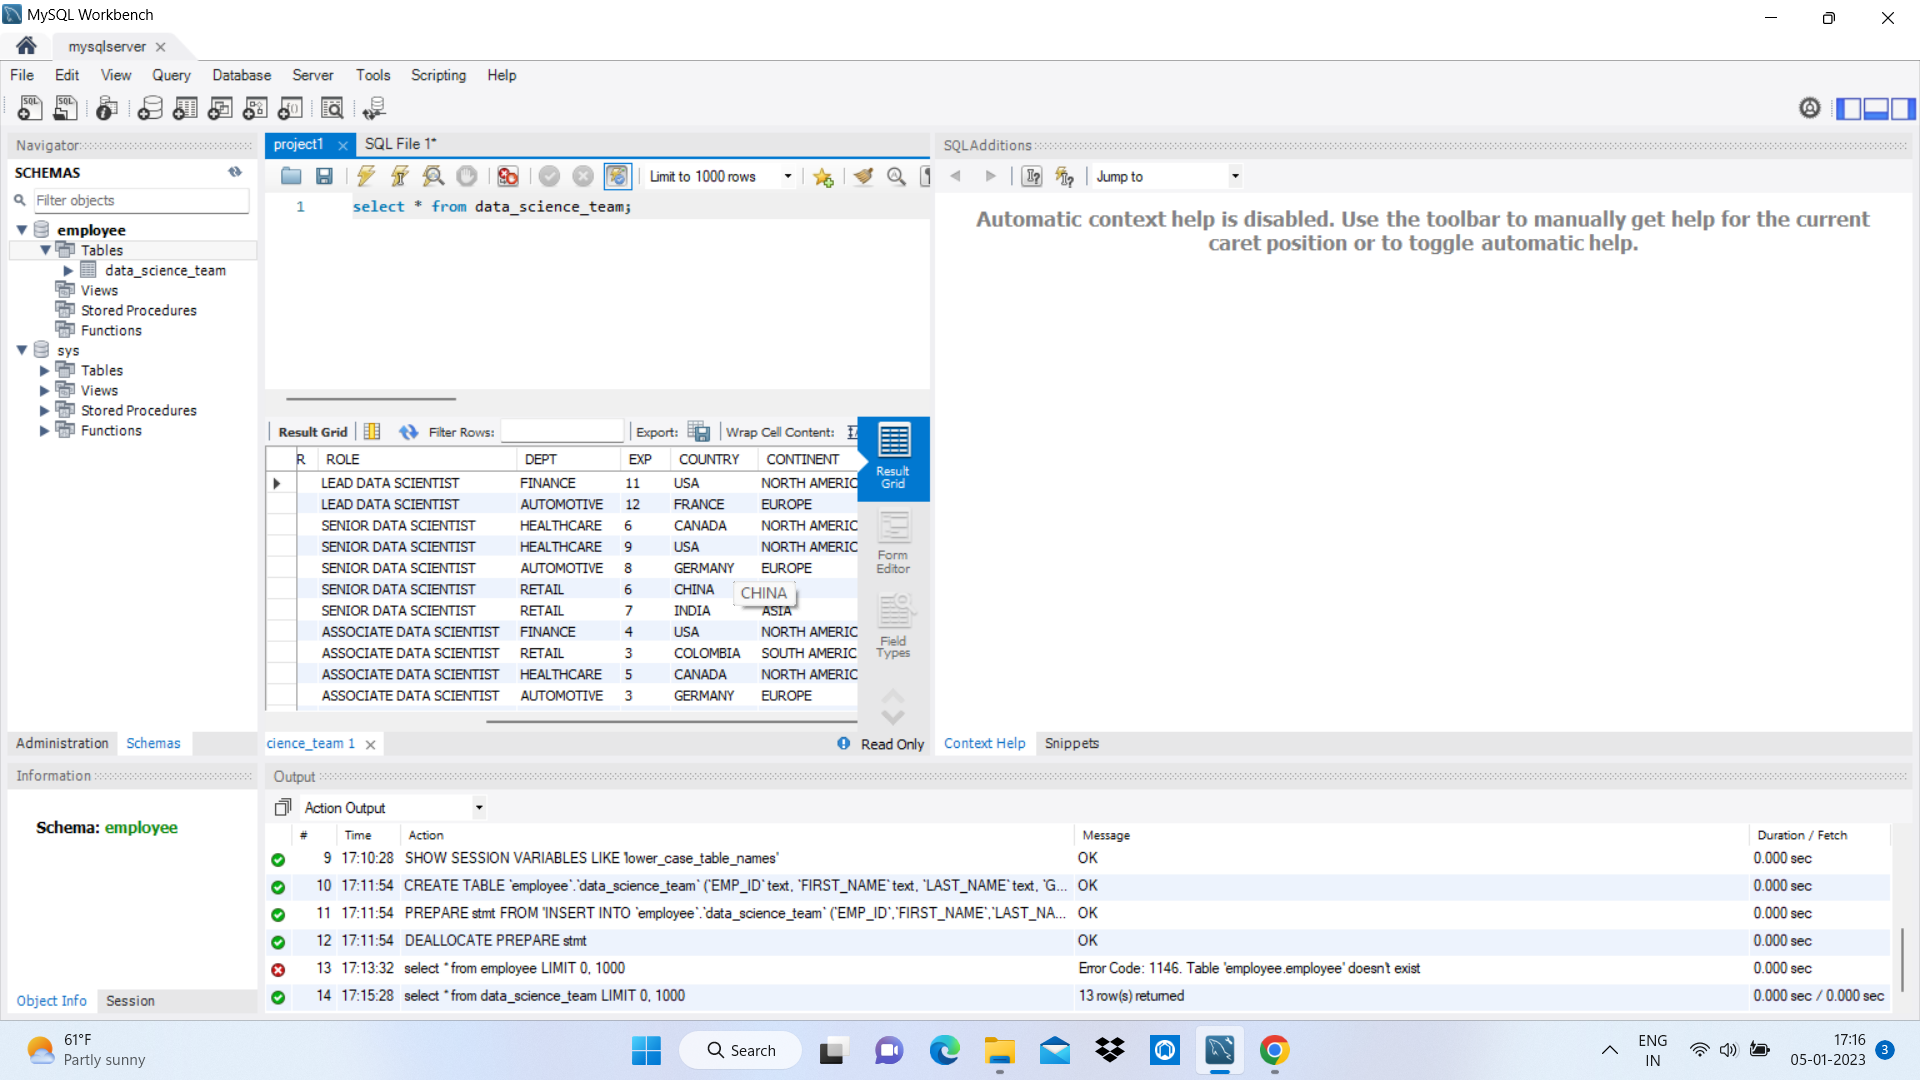 MySQL Workbench
mysqlserver
File Edit View Query Database Server Tools Scripting Help
Navigator
SCHEMAS
Filter objects
employee
Tables
data_science_team
Views
Stored Procedures
Functions
sys
Tables
Views
Stored Procedures
Functions
Administration Schemas
Information
Schema: employee
Object Info Session
project1 SQL File 1*
Limit to 1000 rows
1 select * from data_science_team;
Result Grid Filter Rows: Export: Wrap Cell Content:
R ROLE DEPT EXP COUNTRY CONTINENT
LEAD DATA SCIENTIST FINANCE 11 USA NORTH AMERIC
LEAD DATA SCIENTIST AUTOMOTIVE 12 FRANCE EUROPE
SENIOR DATA SCIENTIST HEALTHCARE 6 CANADA NORTH AMERIC
SENIOR DATA SCIENTIST HEALTHCARE 9 USA NORTH AMERIC
SENIOR DATA SCIENTIST AUTOMOTIVE 8 GERMANY EUROPE
SENIOR DATA SCIENTIST RETAIL 6 CHINA
CHINA
SENIOR DATA SCIENTIST RETAIL 7 INDIA ASIA
ASSOCIATE DATA SCIENTIST FINANCE 4 USA NORTH AMERIC
ASSOCIATE DATA SCIENTIST RETAIL 3 COLOMBIA SOUTH AMERIC
ASSOCIATE DATA SCIENTIST HEALTHCARE 5 CANADA NORTH AMERIC
ASSOCIATE DATA SCIENTIST AUTOMOTIVE 3 GERMANY EUROPE
Result
Grid
Form
Editor
Field
Types
cience_team 1
Read Only
SQLAdditions
Jump to
Automatic context help is disabled. Use the toolbar to manually get help for the current
caret position or to toggle automatic help.
Context Help Snippets
Output
Action Output
# Time Action Message Duration / Fetch
9 17:10:28 SHOW SESSION VARIABLES LIKE 'lower_case_table_names' OK 0.000 sec
10 17:11:54 CREATE TABLE `employee`.`data_science_team` (`EMP_ID` text, `FIRST_NAME` text, `LAST_NAME` text, `G... OK 0.000 sec
11 17:11:54 PREPARE stmt FROM 'INSERT INTO `employee`.`data_science_team` (`EMP_ID`,`FIRST_NAME`,`LAST_NA... OK 0.000 sec
12 17:11:54 DEALLOCATE PREPARE stmt OK 0.000 sec
13 17:13:32 select * from employee LIMIT 0, 1000 Error Code: 1146. Table 'employee.employee' doesn't exist 0.000 sec
14 17:15:28 select * from data_science_team LIMIT 0, 1000 13 row(s) returned 0.000 sec / 0.000 sec
61°F
Partly sunny
Search
ENG
IN
17:16
05-01-2023
3